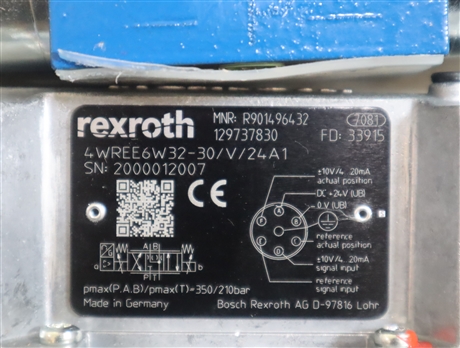 rexroth
MNR: R901496432 7081
129737830 FD: 33915
4WREE6W32-30/V/24A1
SN: 2000012007
CE
±10V/4 20mA
actual position
DC +24V (UB)
0 V (UB)
reference
actual position
±10V/4 20mA
signal input
reference
signal input
F A B E D C
A B
a b
P T
pmax(P.A.B)/pmax(T)=350/210bar
Made in Germany
Bosch Rexroth AG D-97816 Lohr